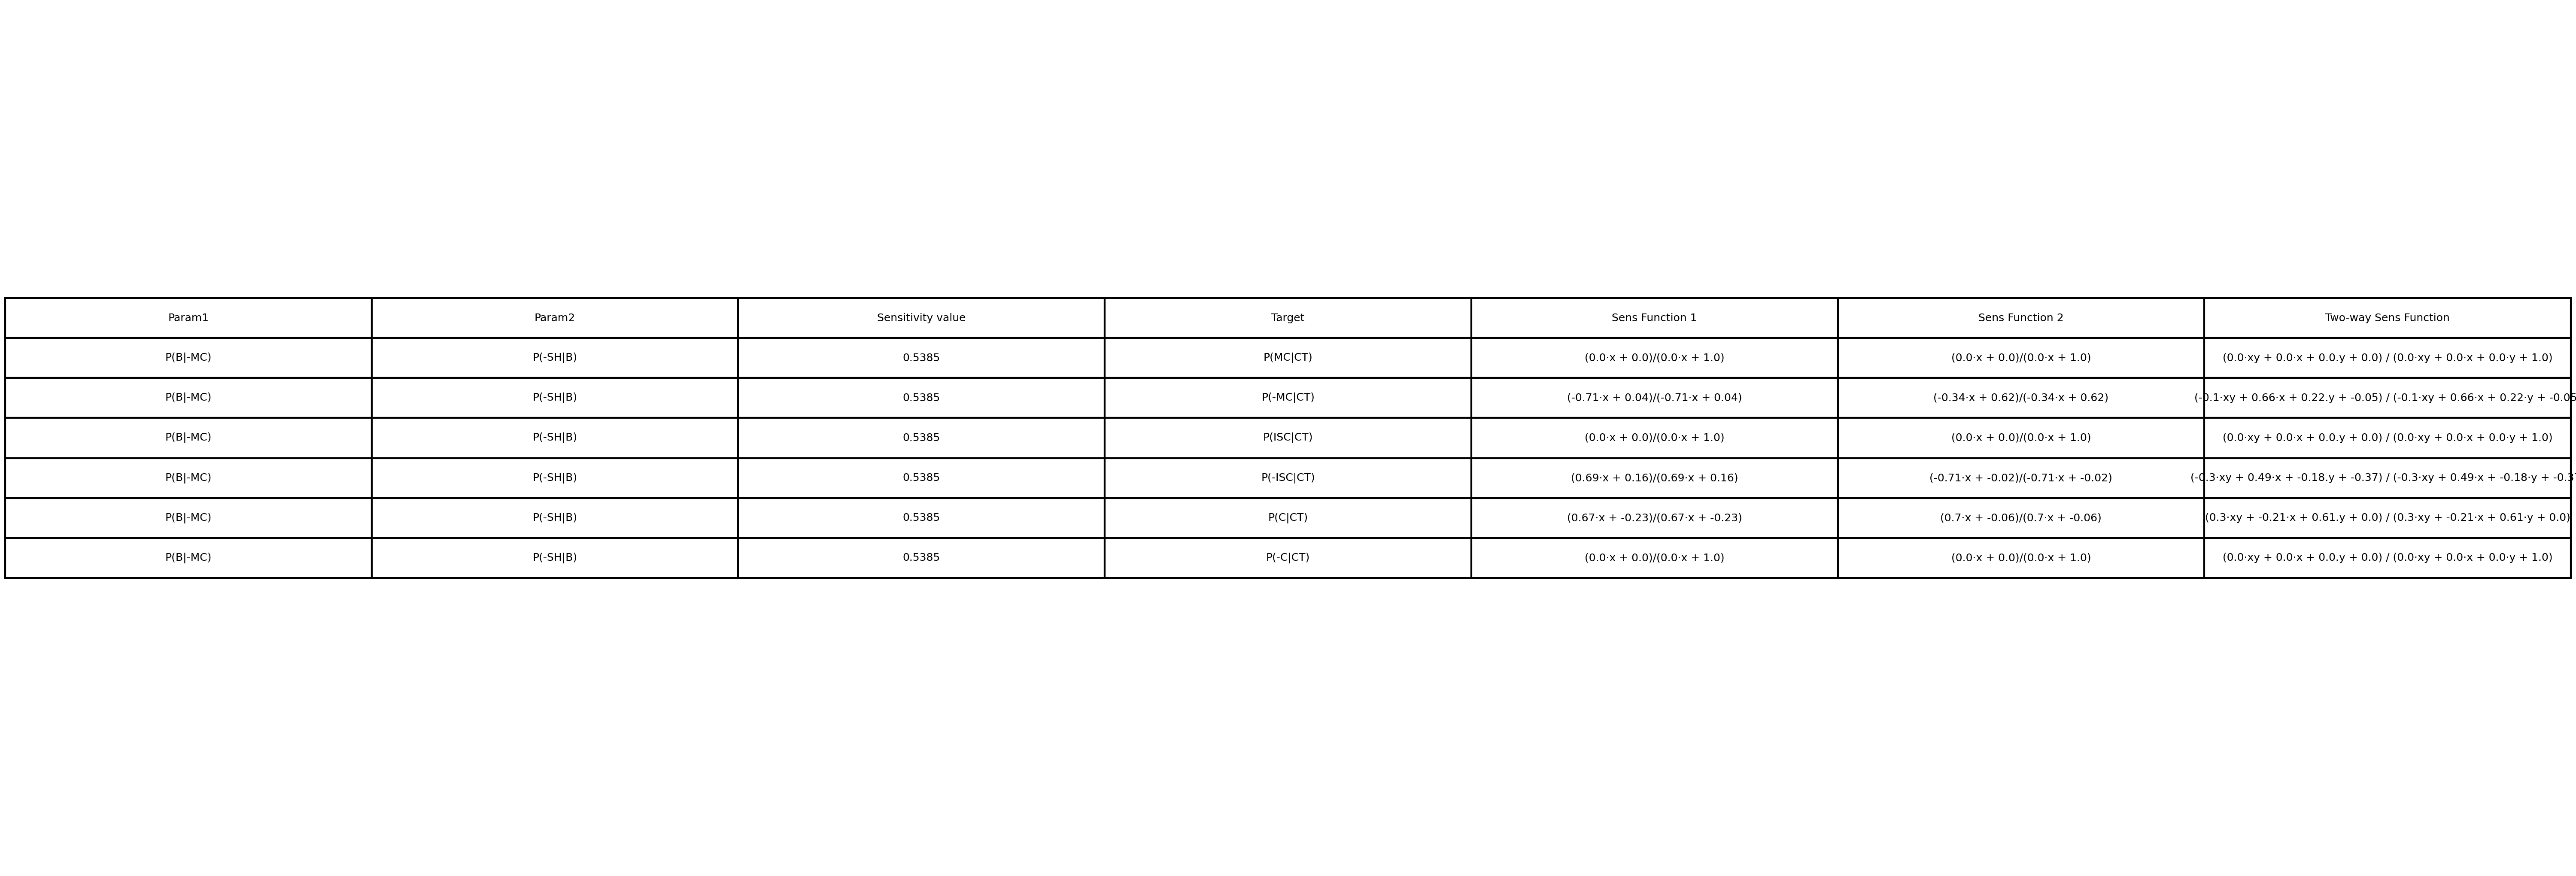 Param1 Param2 Sensitivity value Target Sens Function 1 Sens Function 2 Two-way Sens Function
P(B|-MC) P(-SH|B) 0.5385 P(MC|CT) (0.0·x + 0.0)/(0.0·x + 1.0) (0.0·x + 0.0)/(0.0·x + 1.0) (0.0·xy + 0.0·x + 0.0.y + 0.0) / (0.0·xy + 0.0·x + 0.0·y + 1.0)
P(B|-MC) P(-SH|B) 0.5385 P(-MC|CT) (-0.71·x + 0.04)/(-0.71·x + 0.04) (-0.34·x + 0.62)/(-0.34·x + 0.62) (-0.1·xy + 0.66·x + 0.22.y + -0.05) / (-0.1·xy + 0.66·x + 0.22·y + -0.05
P(B|-MC) P(-SH|B) 0.5385 P(ISC|CT) (0.0·x + 0.0)/(0.0·x + 1.0) (0.0·x + 0.0)/(0.0·x + 1.0) (0.0·xy + 0.0·x + 0.0.y + 0.0) / (0.0·xy + 0.0·x + 0.0·y + 1.0)
P(B|-MC) P(-SH|B) 0.5385 P(-ISC|CT) (0.69·x + 0.16)/(0.69·x + 0.16) (-0.71·x + -0.02)/(-0.71·x + -0.02) (-0.3·xy + 0.49·x + -0.18.y + -0.37) / (-0.3·xy + 0.49·x + -0.18·y + -0.3
P(B|-MC) P(-SH|B) 0.5385 P(C|CT) (0.67·x + -0.23)/(0.67·x + -0.23) (0.7·x + -0.06)/(0.7·x + -0.06) (0.3·xy + -0.21·x + 0.61.y + 0.0) / (0.3·xy + -0.21·x + 0.61·y + 0.0)
P(B|-MC) P(-SH|B) 0.5385 P(-C|CT) (0.0·x + 0.0)/(0.0·x + 1.0) (0.0·x + 0.0)/(0.0·x + 1.0) (0.0·xy + 0.0·x + 0.0.y + 0.0) / (0.0·xy + 0.0·x + 0.0·y + 1.0)